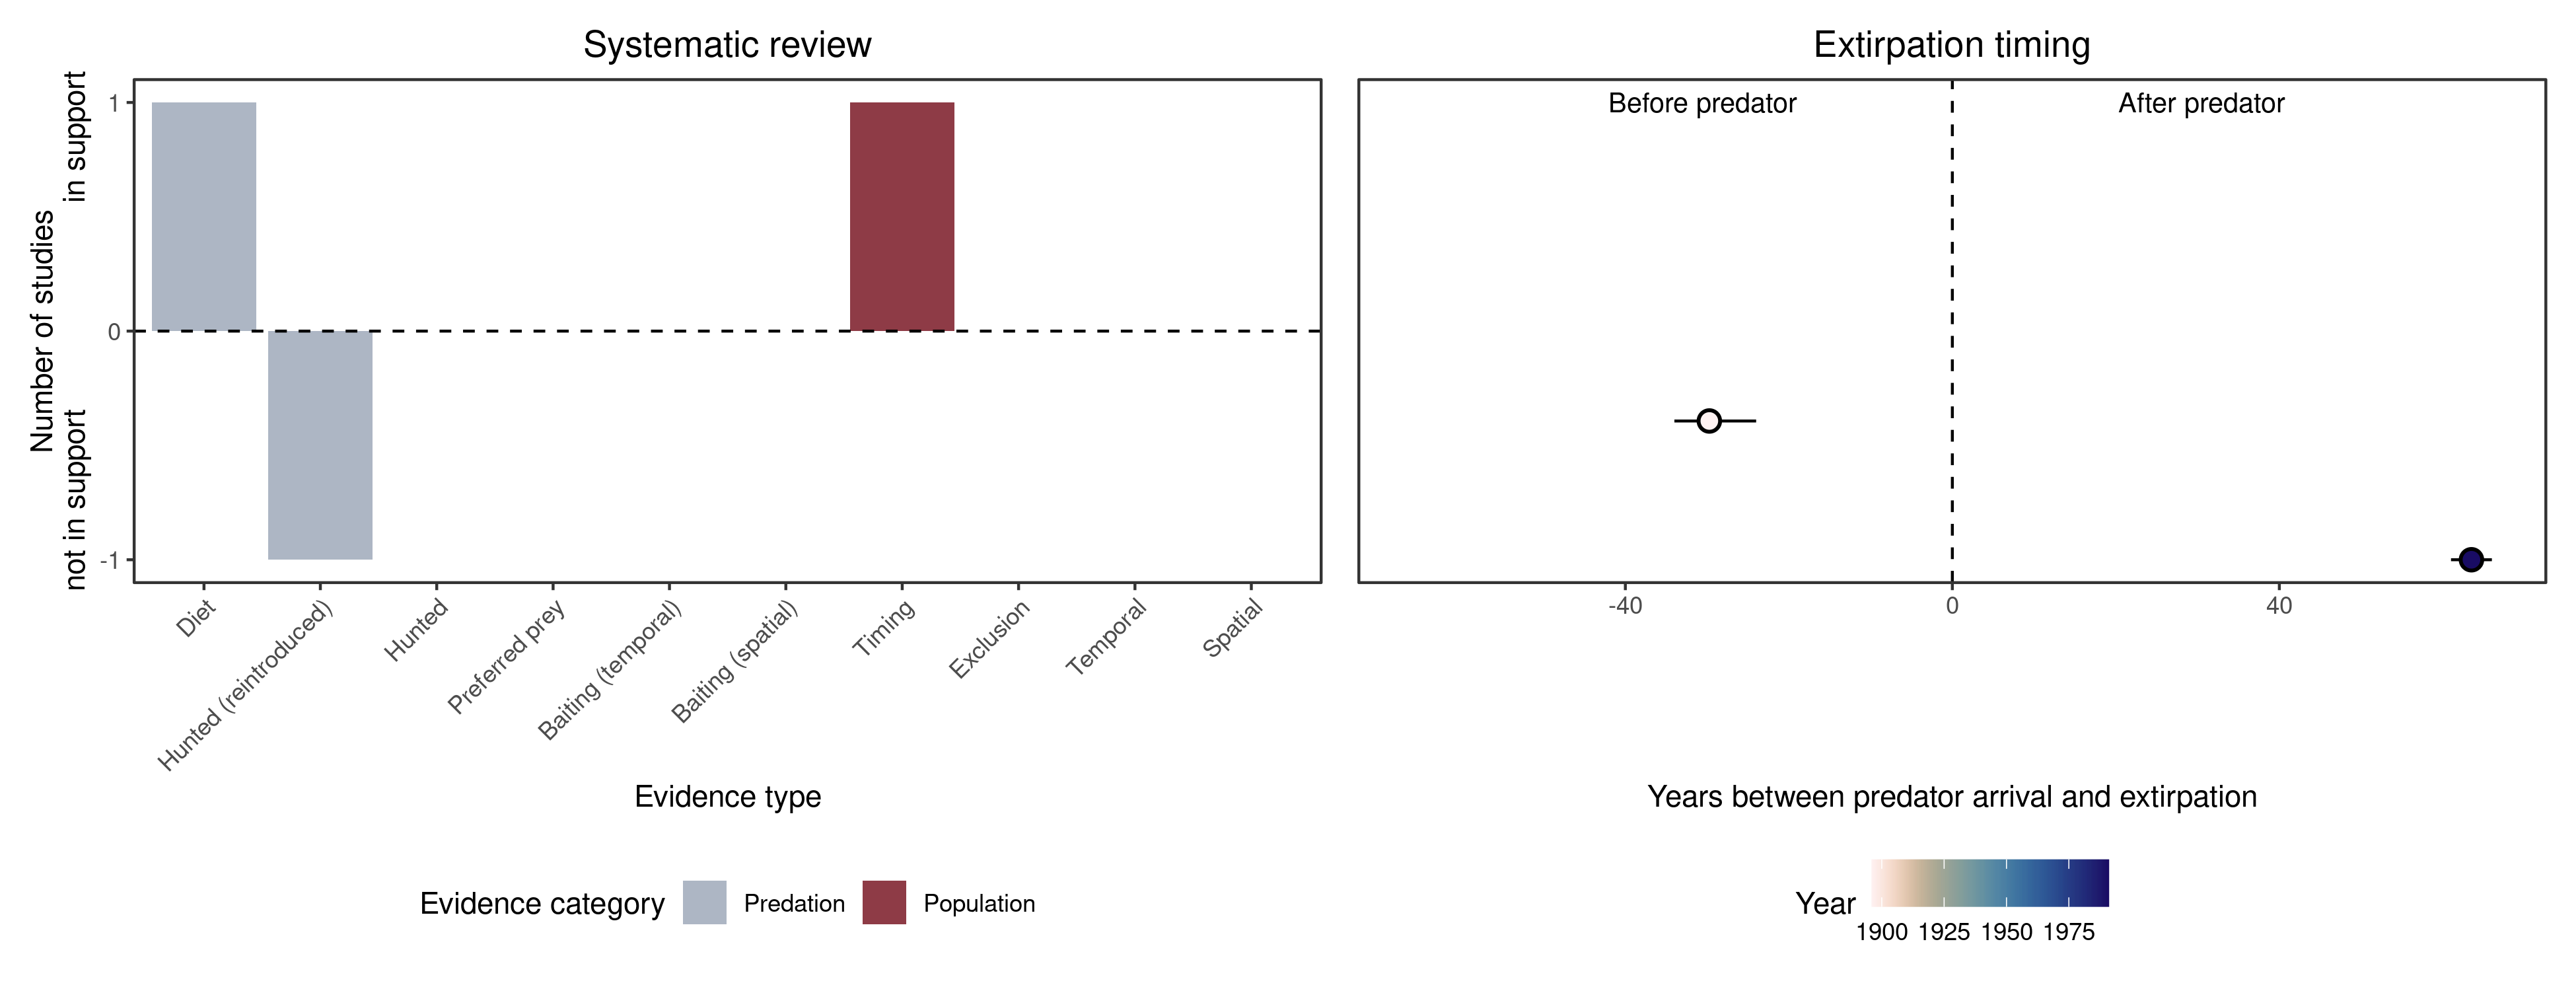 Systematic review
Number of studies
not in support
in support
1
0
-1
Diet
Hunted (reintroduced)
Hunted
Preferred prey
Baiting (temporal)
Baiting (spatial)
Timing
Exclusion
Temporal
Spatial
Evidence type
Evidence category
Predation
Population
Extirpation timing
Before predator
After predator
-40
0
40
Years between predator arrival and extirpation
Year
1900 1925 1950 1975